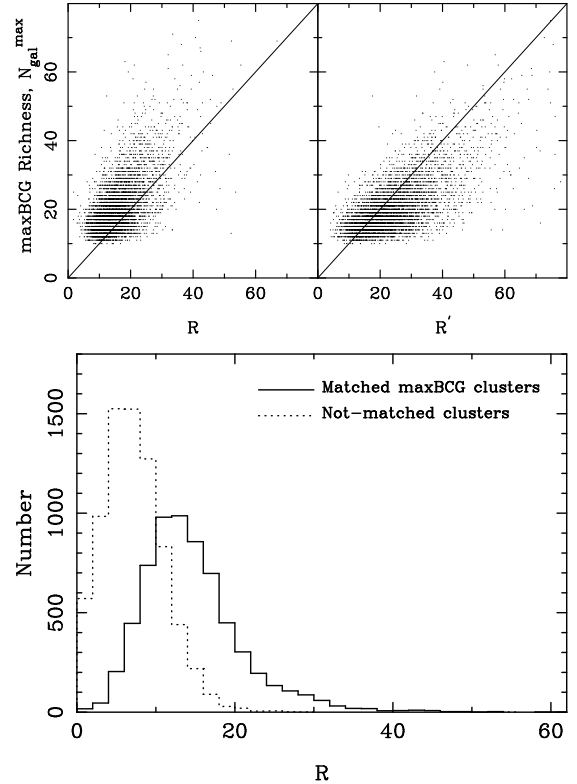 maxBCG Richness, N_gal^max
80
60
40
20
0
0 20 40 60 0 20 40 60
R R′
Matched maxBCG clusters
Not−matched clusters
Number
1500
1000
500
0
0 20 40 60
R